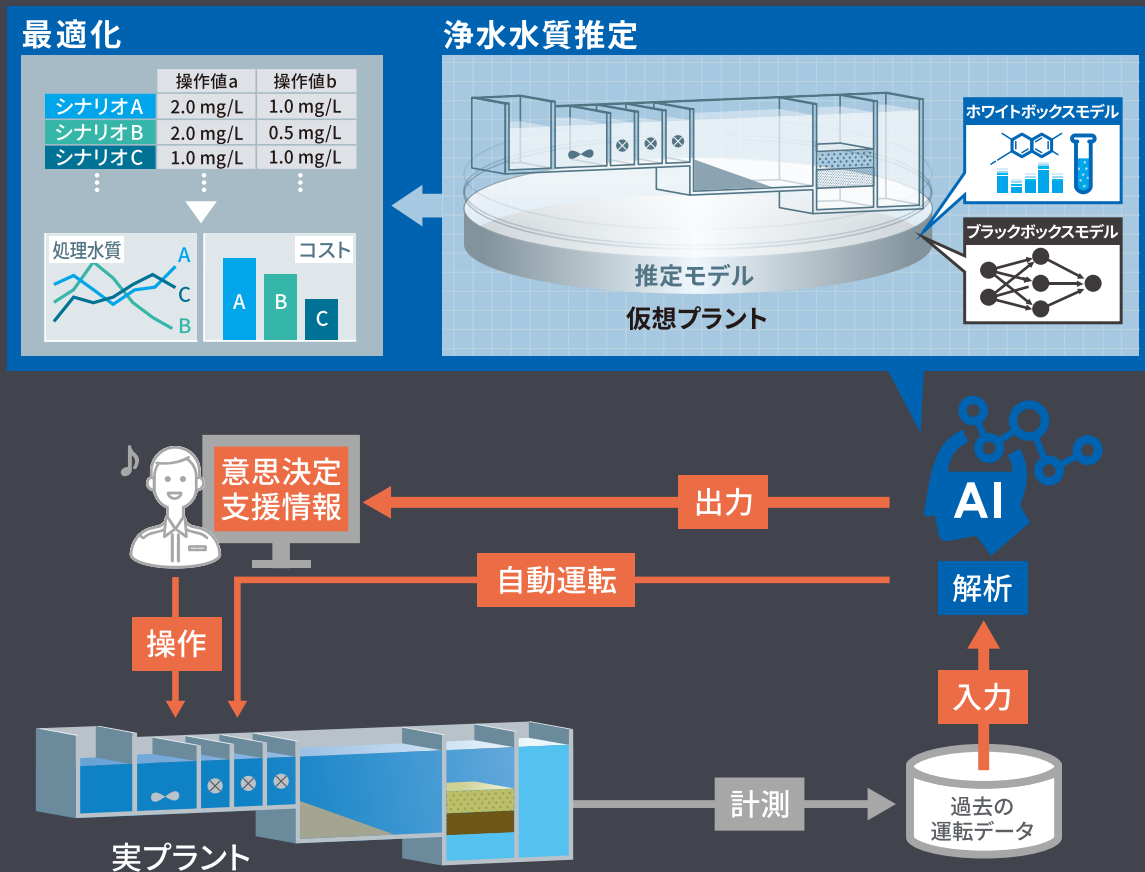 最適化
操作値a 操作値b
シナリオA 2.0 mg/L 1.0 mg/L
シナリオB 2.0 mg/L 0.5 mg/L
シナリオC 1.0 mg/L 1.0 mg/L
処理水質
A
C
B
コスト
A
B
C
浄水水質推定
ホワイトボックスモデル
ブラックボックスモデル
推定モデル
仮想プラント
意思決定
支援情報
出力
AI
自動運転
解析
操作
入力
計測
過去の
運転データ
実プラント